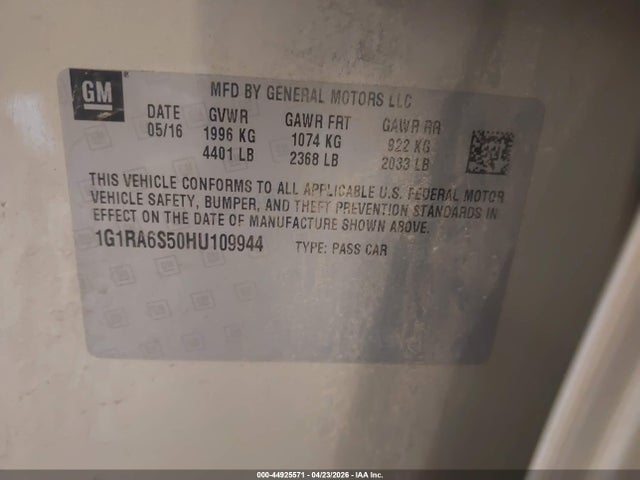 GM
MFD BY GENERAL MOTORS LLC
DATE GVWR GAWR FRT GAWR RR
05/16 1996 KG 1074 KG 922 KG
4401 LB 2368 LB 2033 LB
THIS VEHICLE CONFORMS TO ALL APPLICABLE U.S. FEDERAL MOTOR
VEHICLE SAFETY, BUMPER, AND THEFT PREVENTION STANDARDS IN
EFFECT ON THE DATE OF MANUFACTURE SHOWN ABOVE.
1G1RA6S50HU109944 TYPE: PASS CAR
000-44925571 - 04/23/2026 - IAA Inc.